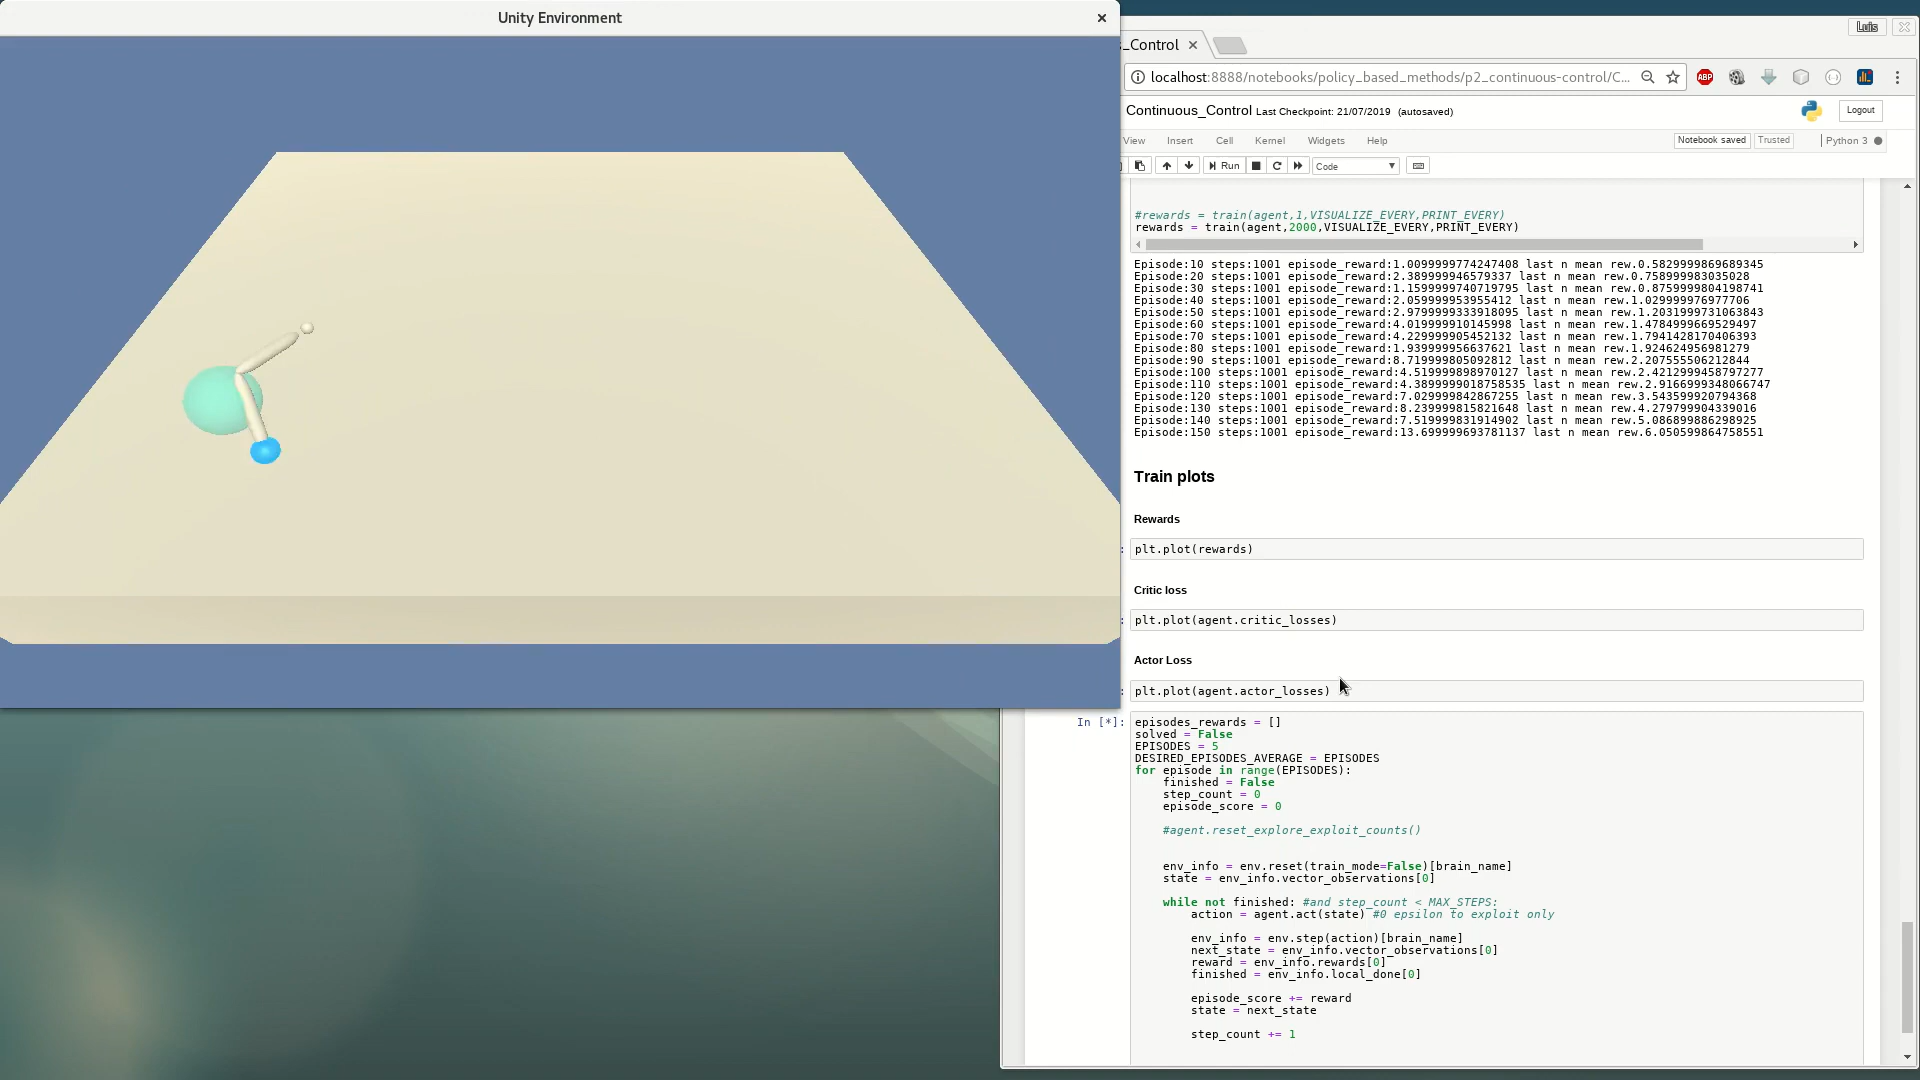 Unity Environment
Luis
_Control
localhost:8888/notebooks/policy_based_methods/p2_continuous-control/C...
ABP
Continuous_Control Last Checkpoint: 21/07/2019 (autosaved)
Logout
View Insert Cell Kernel Widgets Help
Notebook saved Trusted Python 3
Run Code
#rewards = train(agent,1,VISUALIZE_EVERY,PRINT_EVERY)
rewards = train(agent,2000,VISUALIZE_EVERY,PRINT_EVERY)
Episode:10 steps:1001 episode_reward:1.0099999774247408 last n mean rew.0.5829999869689345
Episode:20 steps:1001 episode_reward:2.389999946579337 last n mean rew.0.758999983035028
Episode:30 steps:1001 episode_reward:1.1599999740719795 last n mean rew.0.8759999804198741
Episode:40 steps:1001 episode_reward:2.059999953955412 last n mean rew.1.029999976977706
Episode:50 steps:1001 episode_reward:2.9799999333918095 last n mean rew.1.2031999731063843
Episode:60 steps:1001 episode_reward:4.019999910145998 last n mean rew.1.4784999669529497
Episode:70 steps:1001 episode_reward:4.229999905452132 last n mean rew.1.7941428170406393
Episode:80 steps:1001 episode_reward:1.939999956637621 last n mean rew.1.924624956981279
Episode:90 steps:1001 episode_reward:8.719999805092812 last n mean rew.2.207555506212844
Episode:100 steps:1001 episode_reward:4.519999898970127 last n mean rew.2.4212999458797277
Episode:110 steps:1001 episode_reward:4.3899999018758535 last n mean rew.2.9166999348066747
Episode:120 steps:1001 episode_reward:7.029999842867255 last n mean rew.3.543599920794368
Episode:130 steps:1001 episode_reward:8.239999815821648 last n mean rew.4.279799904339016
Episode:140 steps:1001 episode_reward:7.519999831914902 last n mean rew.5.086899886298925
Episode:150 steps:1001 episode_reward:13.699999693781137 last n mean rew.6.050599864758551
Train plots
Rewards
: plt.plot(rewards)
Critic loss
: plt.plot(agent.critic_losses)
Actor Loss
: plt.plot(agent.actor_losses)
In [*]: episodes_rewards = []
solved = False
EPISODES = 5
DESIRED_EPISODES_AVERAGE = EPISODES
for episode in range(EPISODES):
finished = False
step_count = 0
episode_score = 0
#agent.reset_explore_exploit_counts()
env_info = env.reset(train_mode=False)[brain_name]
state = env_info.vector_observations[0]
while not finished: #and step_count < MAX_STEPS:
action = agent.act(state) #0 epsilon to exploit only
env_info = env.step(action)[brain_name]
next_state = env_info.vector_observations[0]
reward = env_info.rewards[0]
finished = env_info.local_done[0]
episode_score += reward
state = next_state
step_count += 1